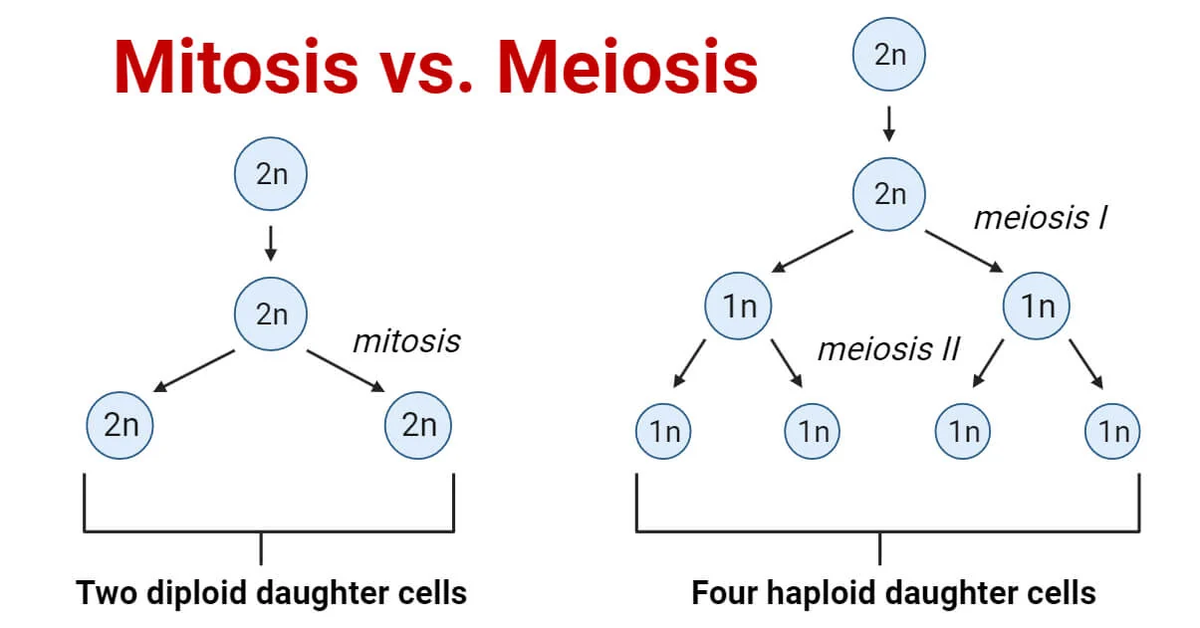 Mitosis vs. Meiosis
2n
2n
mitosis
2n
2n
Two diploid daughter cells
2n
2n
meiosis I
1n
1n
meiosis II
1n
1n
1n
1n
Four haploid daughter cells